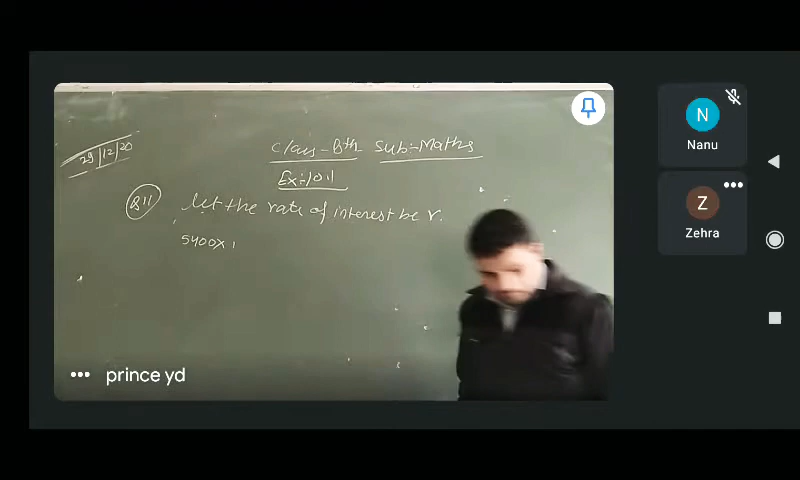 29/12/20
Class-8th Sub:-Maths
Ex:-10.1
Q11 Let the rate of interest be r.
5400x1
prince yd
N
Nanu
Z
Zehra